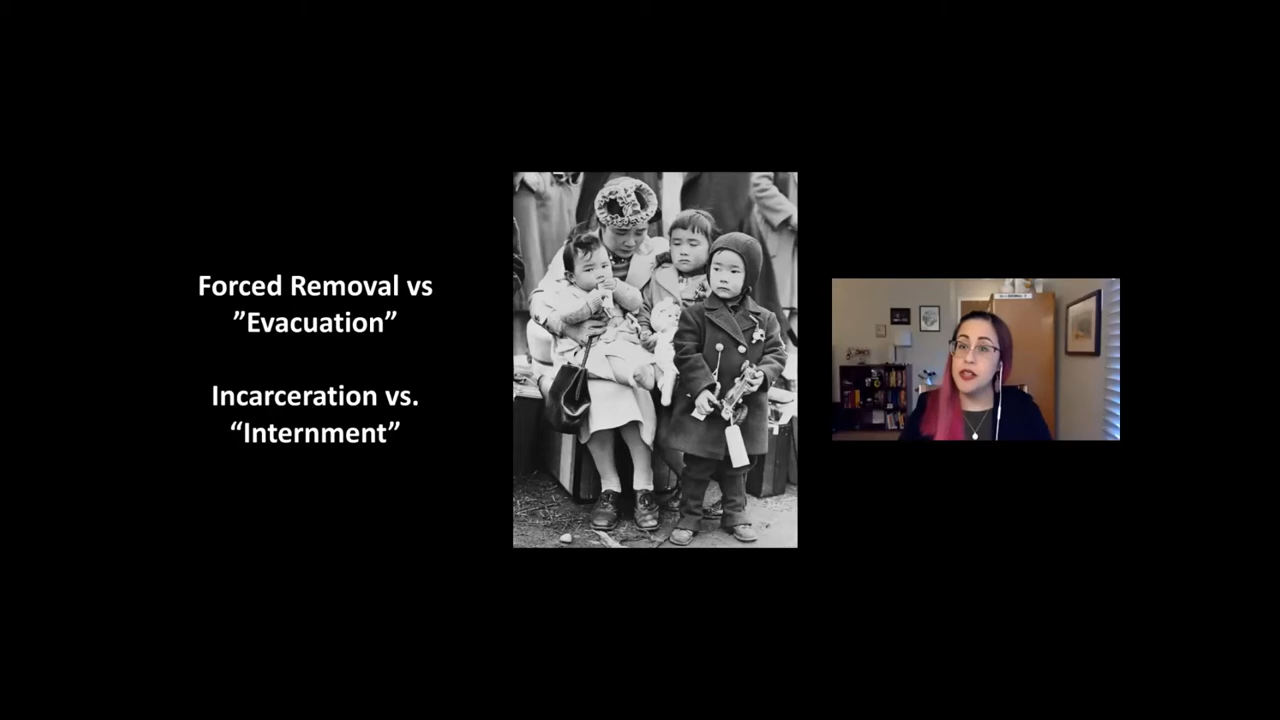 Forced Removal vs
”Evacuation”
Incarceration vs.
“Internment”